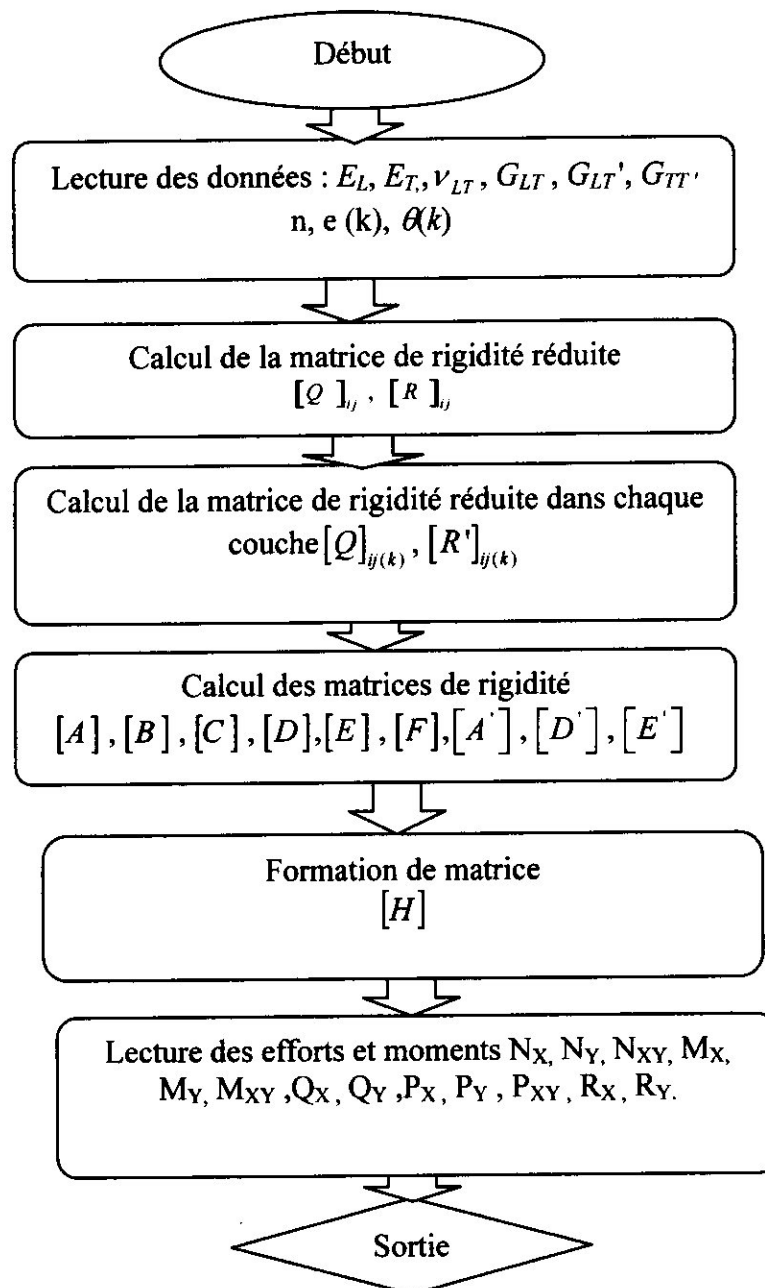 Début
Lecture des données : E_L, E_T,, ν_LT , G_LT , G_LT', G_TT'
n, e (k), θ(k)
Calcul de la matrice de rigidité réduite
[Q ]_ij , [R ]_ij
Calcul de la matrice de rigidité réduite dans chaque
couche [Q]_ij(k) , [R']_ij(k)
Calcul des matrices de rigidité
[A] , [B] , [C] , [D],[E] , [F],[A'] , [D'] , [E']
Formation de matrice
[H]
Lecture des efforts et moments N_X, N_Y, N_XY, M_X,
M_Y, M_XY ,Q_X , Q_Y ,P_X , P_Y , P_XY , R_X , R_Y.
Sortie